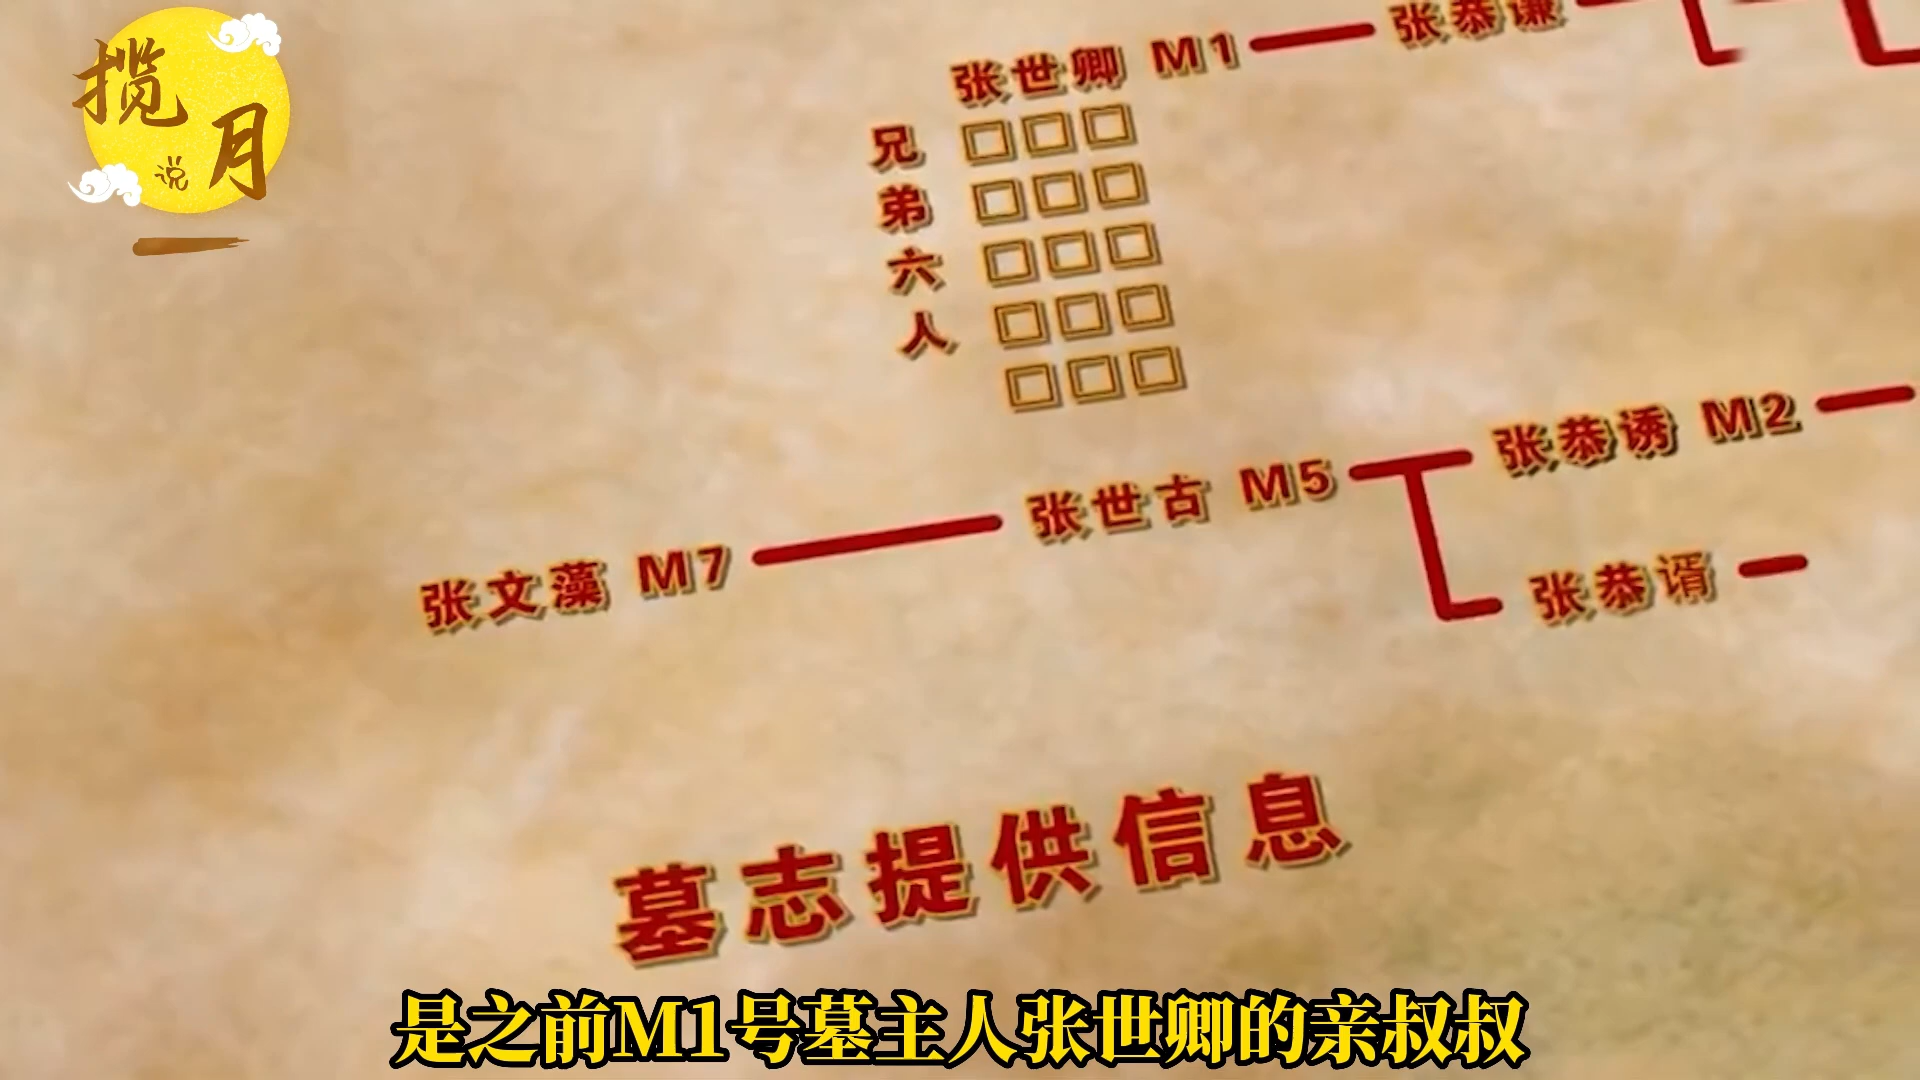 揽月
说
张世卿 M1
张恭谦
兄弟六人
□□□
□□□
□□□
□□□
□□□
张文藻 M7
张世古 M5
张恭诱 M2
张恭谞
墓志提供信息
是之前M1号墓主人张世卿的亲叔叔